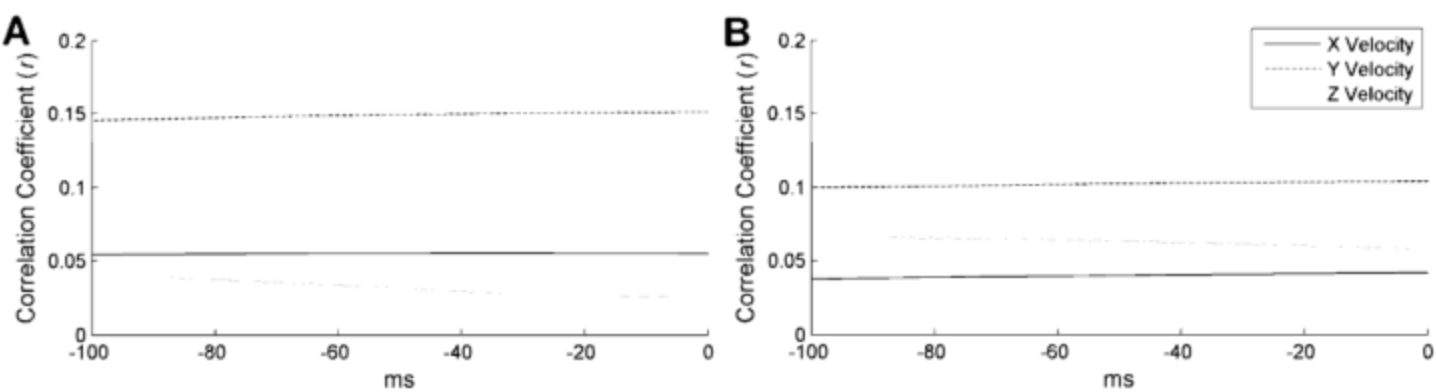 A
Correlation Coefficient (r)
0.2
0.15
0.1
0.05
0
-100 -80 -60 -40 -20 0
ms
B
Correlation Coefficient (r)
0.2
0.15
0.1
0.05
0
-100 -80 -60 -40 -20 0
ms
X Velocity
Y Velocity
Z Velocity